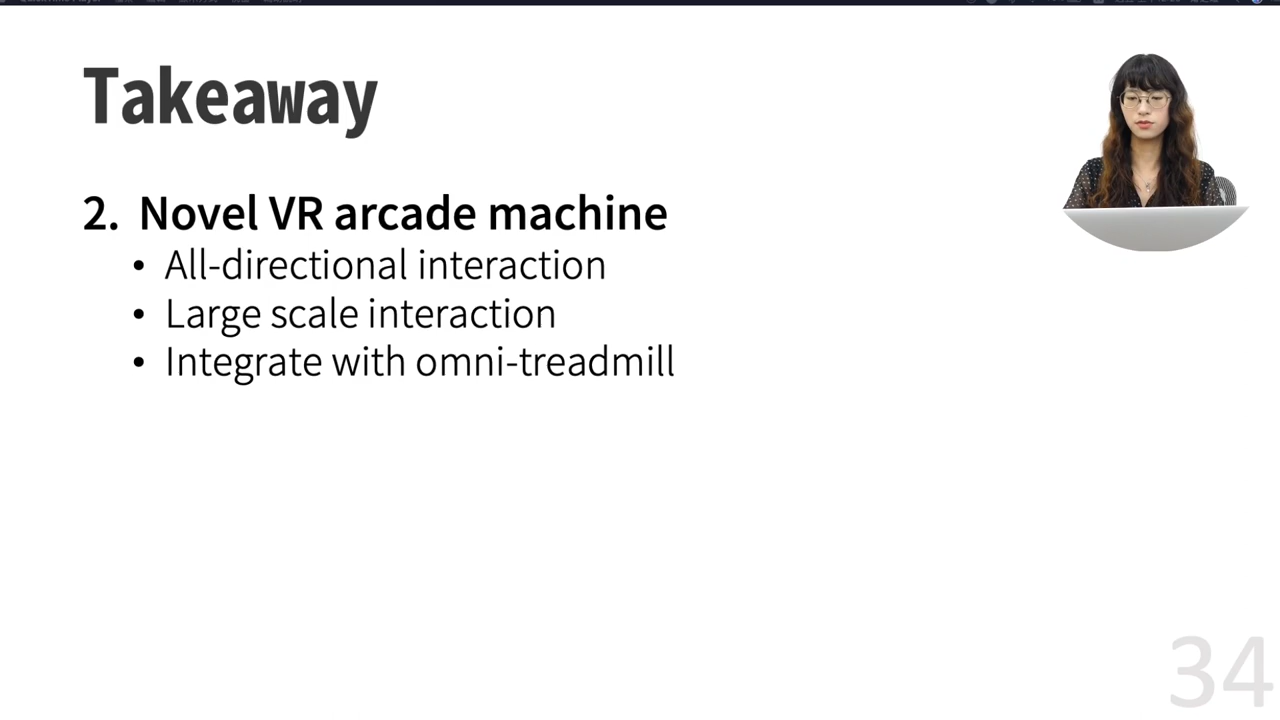 Takeaway
2. Novel VR arcade machine
• All-directional interaction
• Large scale interaction
• Integrate with omni-treadmill
34